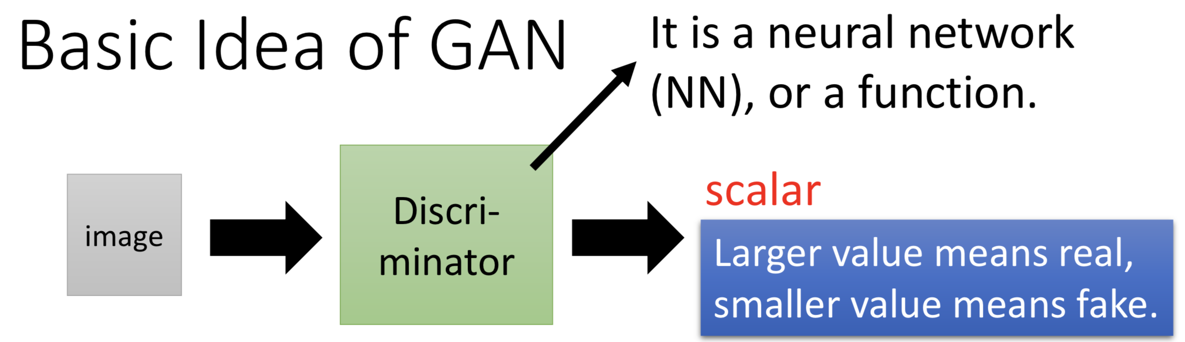 Basic Idea of GAN
It is a neural network
(NN), or a function.
image
Discri-
minator
scalar
Larger value means real,
smaller value means fake.